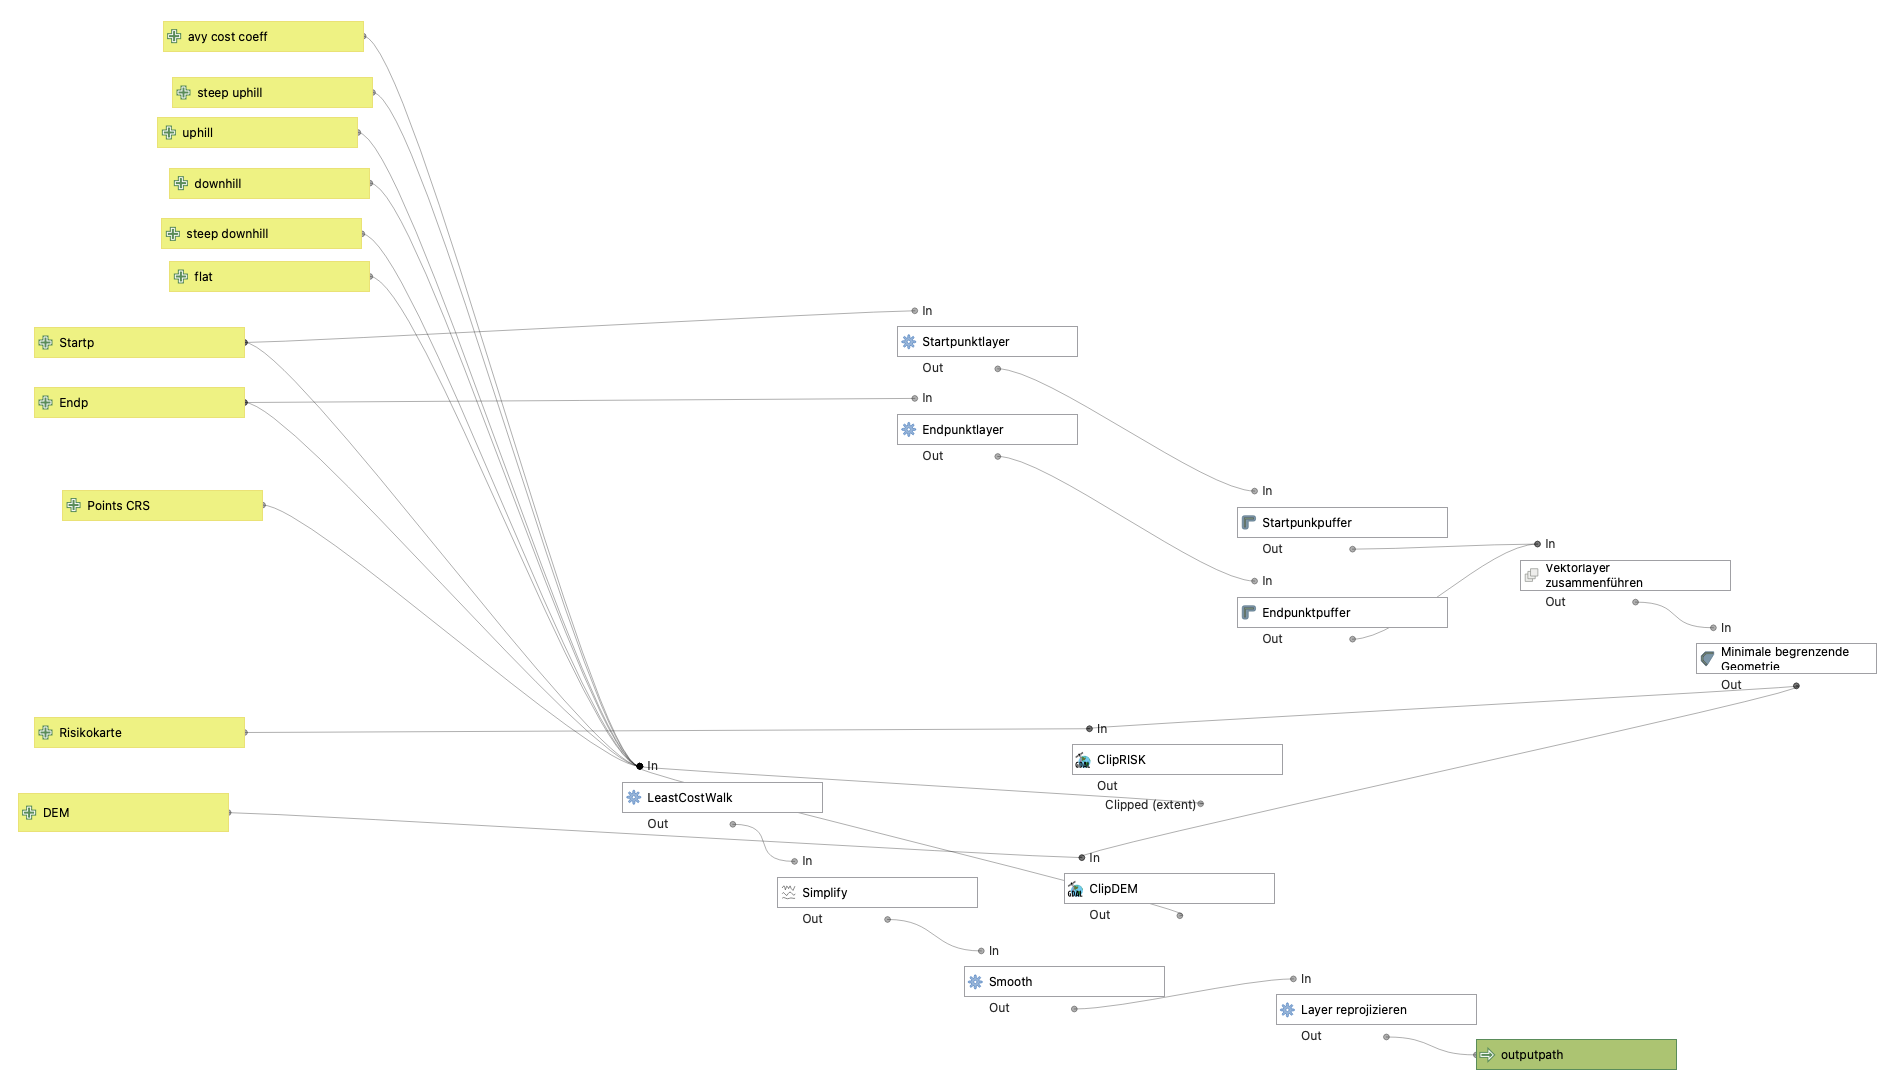 avy cost coeff
steep uphill
uphill
downhill
steep downhill
flat
In
Startp
Startpunktlayer
Out
In
Endp
Endpunktlayer
Out
In
Points CRS
Startpunkpuffer
Out
In
In
Vektorlayer
zusammenführen
Out
Endpunktpuffer
Out
In
Minimale begrenzende
Geometrie
Out
Risikokarte
In
ClipRISK
Out
Clipped (extent)
In
LeastCostWalk
Out
DEM
In
ClipDEM
Out
In
Simplify
Out
In
Smooth
Out
In
Layer reprojizieren
Out
outputpath
GDAL
GDAL